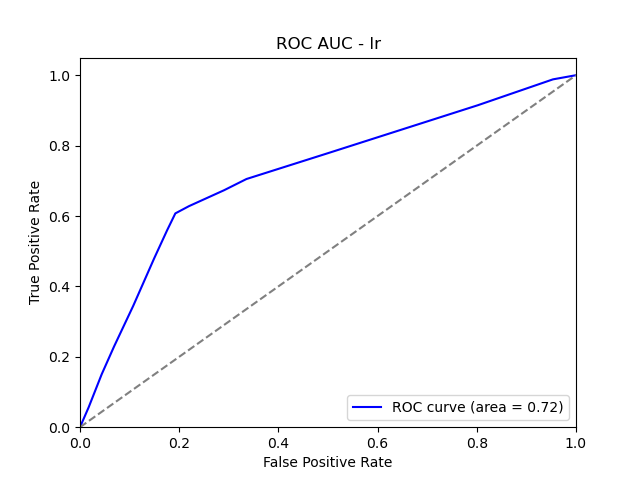 ROC AUC - lr
1.0
0.8
0.6
0.4
0.2
0.0
True Positive Rate
ROC curve (area = 0.72)
0.0 0.2 0.4 0.6 0.8 1.0
False Positive Rate